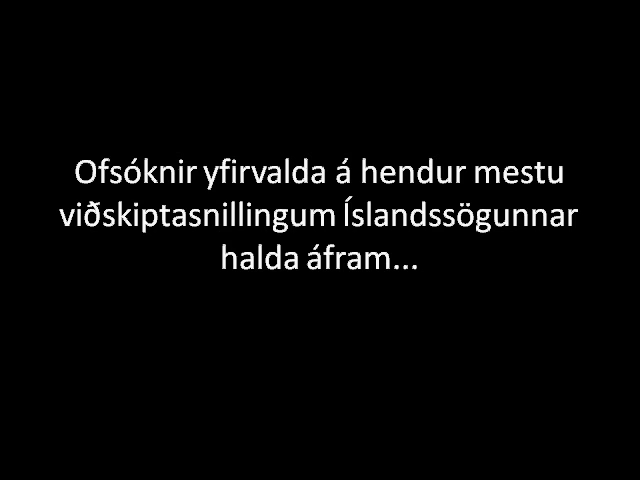 Ofsóknir yfirvalda á hendur mestu
viðskiptasnillingum Íslandssögunnar
halda áfram...